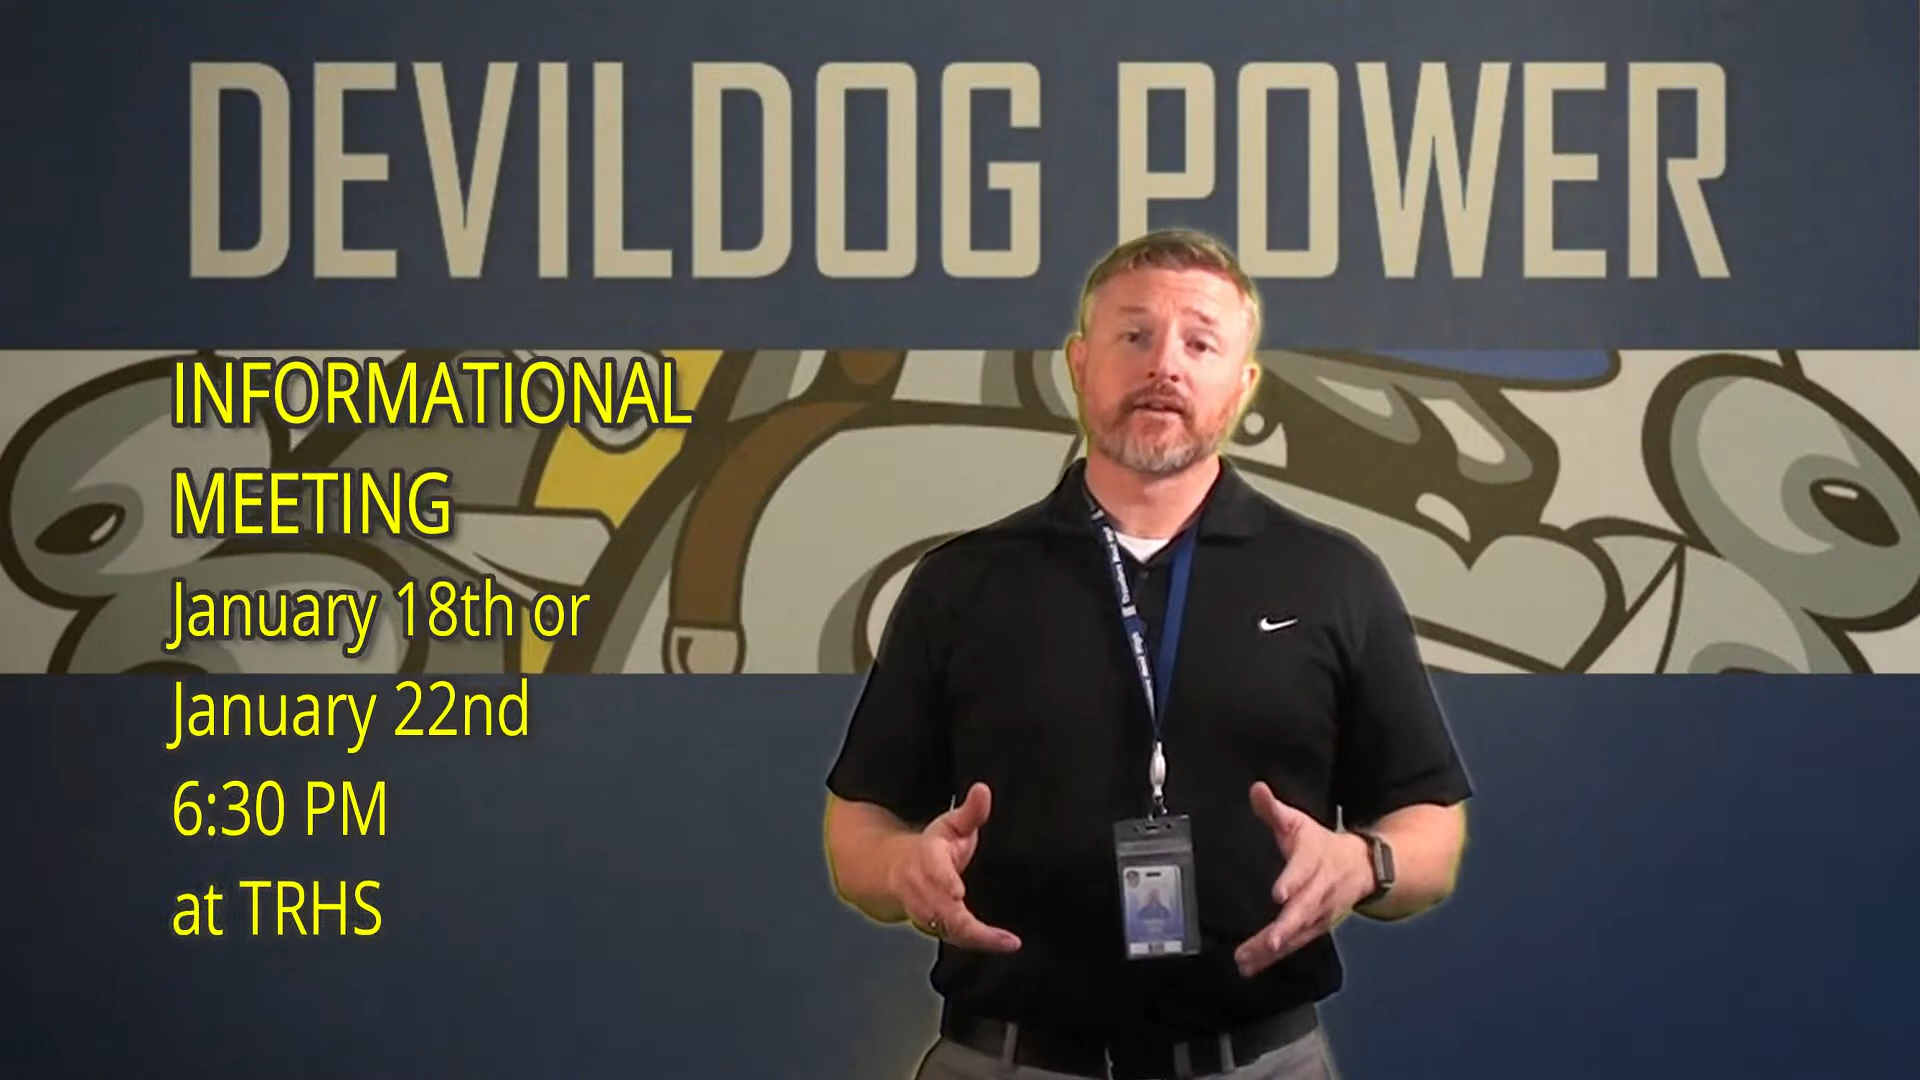 DEVILDOG POWER
INFORMATIONAL
MEETING
January 18th or
January 22nd
6:30 PM
at TRHS